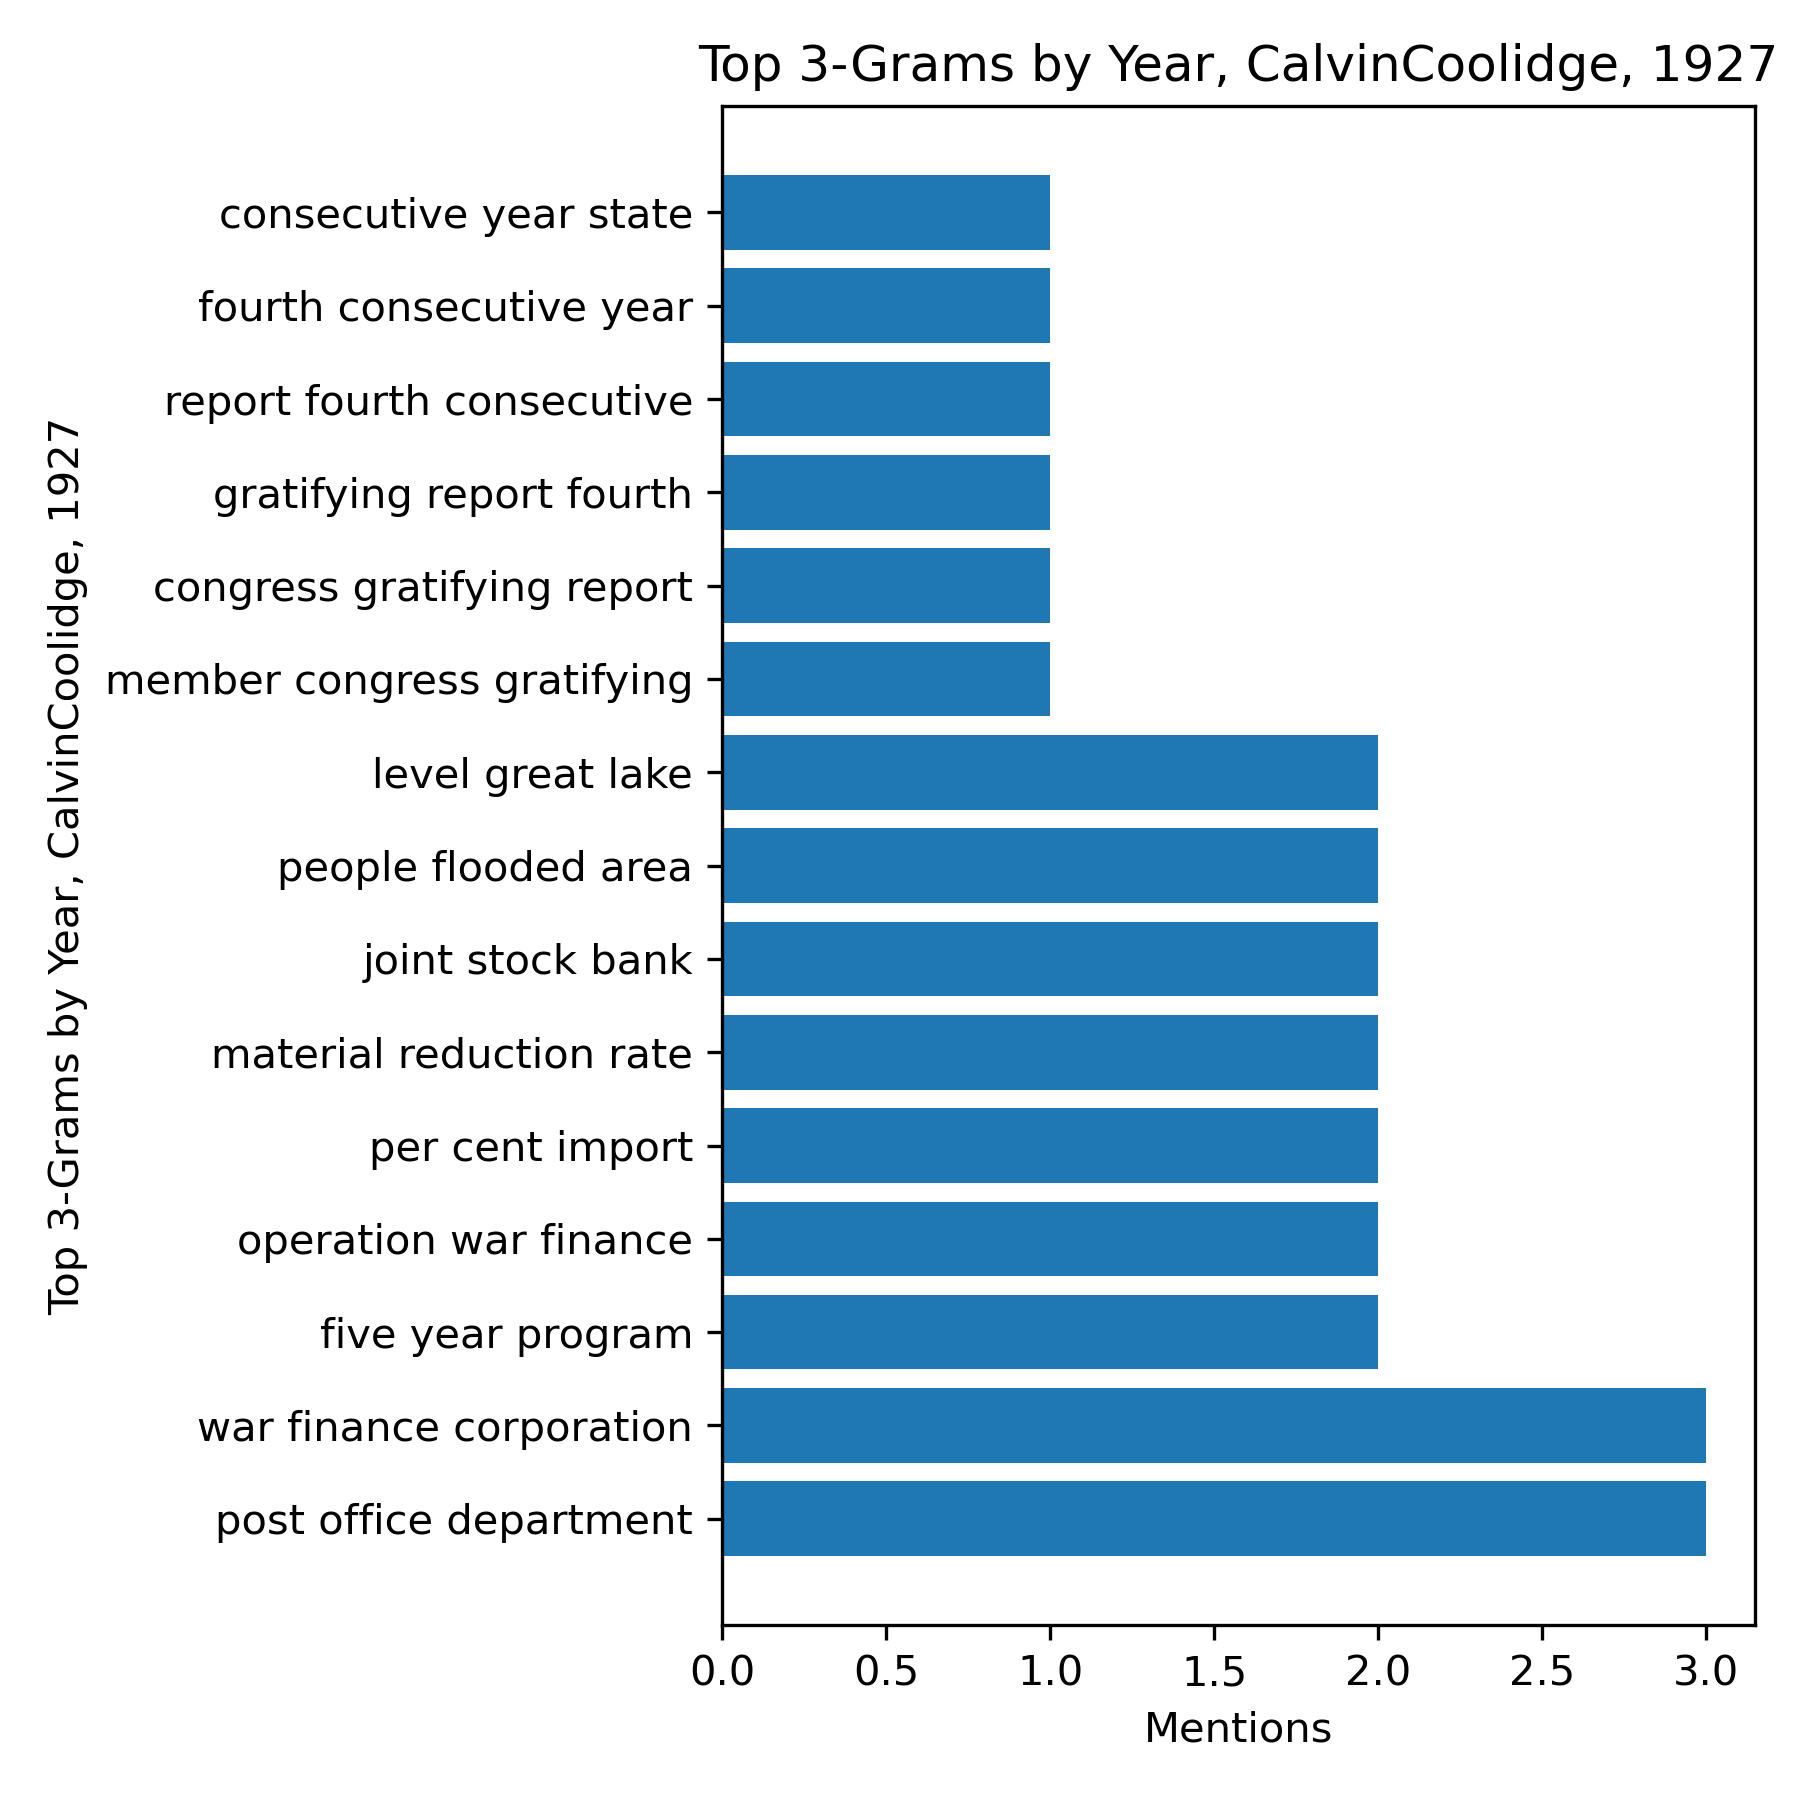 Top 3-Grams by Year, CalvinCoolidge, 1927
Top 3-Grams by Year, CalvinCoolidge, 1927
consecutive year state
fourth consecutive year
report fourth consecutive
gratifying report fourth
congress gratifying report
member congress gratifying
level great lake
people flooded area
joint stock bank
material reduction rate
per cent import
operation war finance
five year program
war finance corporation
post office department
0.0 0.5 1.0 1.5 2.0 2.5 3.0
Mentions